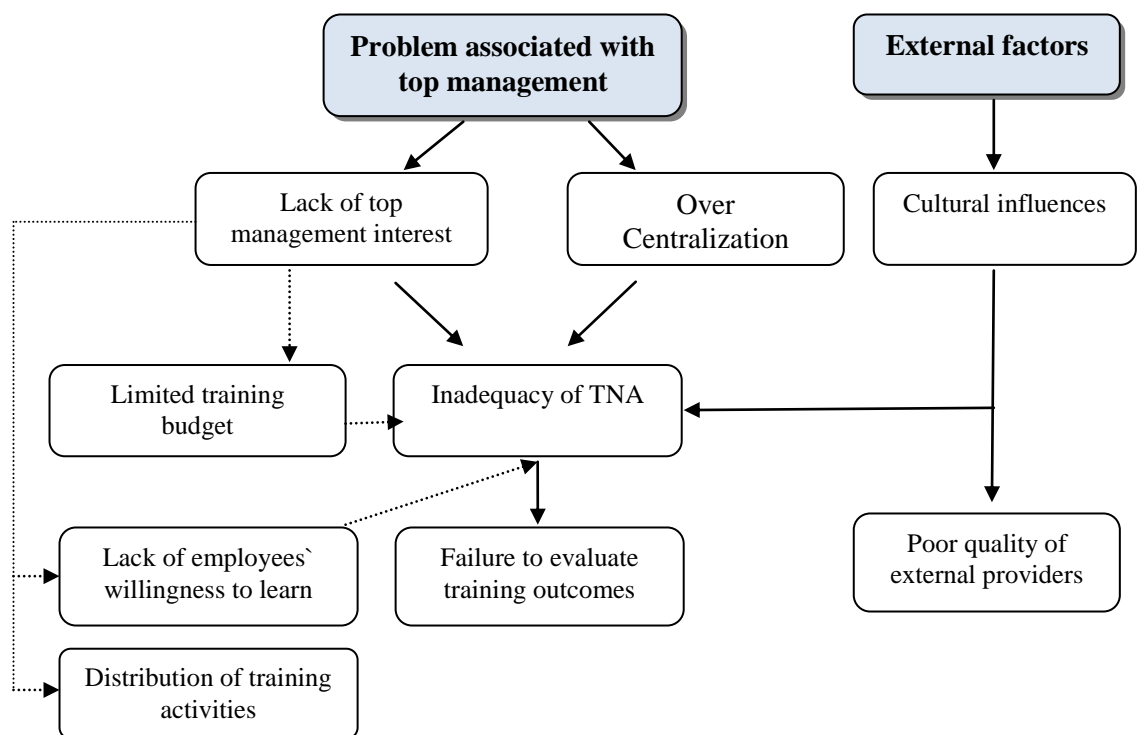 Problem associated with
top management
External factors
Lack of top
management interest
Over
Centralization
Cultural influences
Limited training
budget
Inadequacy of TNA
Lack of employees`
willingness to learn
Failure to evaluate
training outcomes
Poor quality of
external providers
Distribution of training
activities